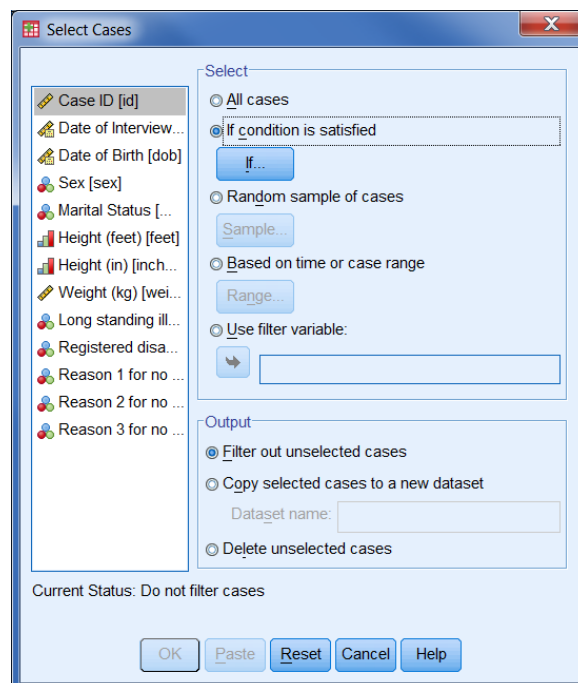 Select Cases
Case ID [id]
Date of Interview...
Date of Birth [dob]
Sex [sex]
Marital Status [...
Height (feet) [feet]
Height (in) [inch...
Weight (kg) [wei...
Long standing ill...
Registered disa...
Reason 1 for no ...
Reason 2 for no ...
Reason 3 for no ...
Select
All cases
If condition is satisfied
If...
Random sample of cases
Sample...
Based on time or case range
Range...
Use filter variable:
Output
Filter out unselected cases
Copy selected cases to a new dataset
Dataset name:
Delete unselected cases
Current Status: Do not filter cases
OK Paste Reset Cancel Help